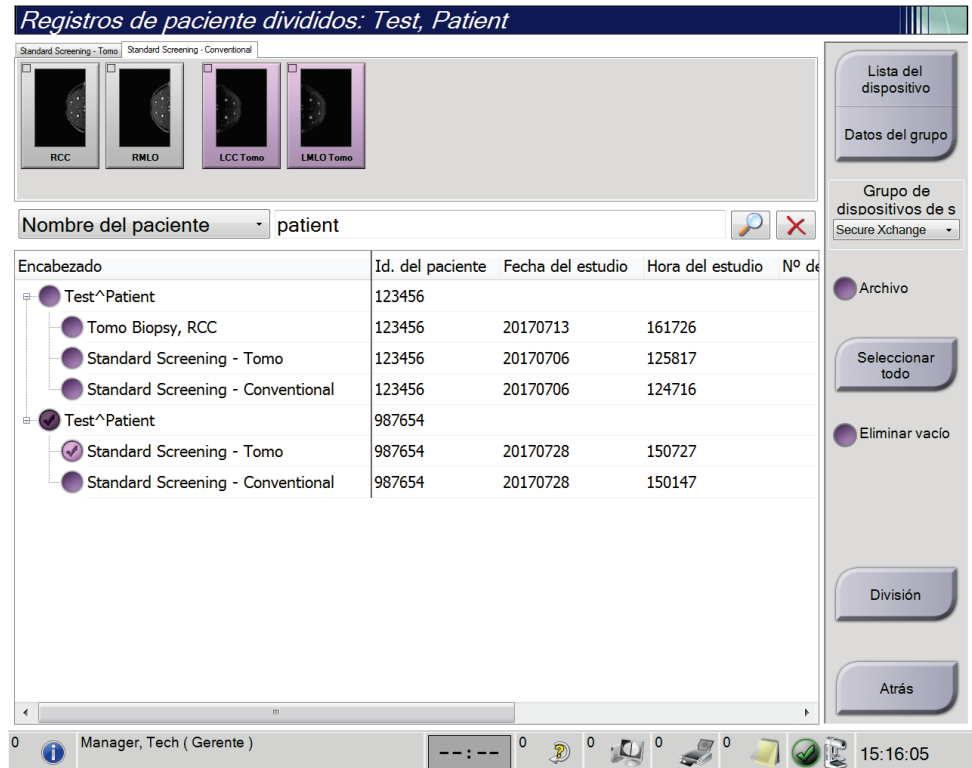 Registros de paciente divididos: Test, Patient
Standard Screening - Tomo
Standard Screening - Conventional
RCC
RMLO
LCC Tomo
LMLO Tomo
Lista del
dispositivo
Datos del grupo
Grupo de
dispositivos de s
Secure Xchange
Nombre del paciente
patient
Encabezado Id. del paciente Fecha del estudio Hora del estudio Nº de
Test^Patient 123456
Tomo Biopsy, RCC 123456 20170713 161726
Standard Screening - Tomo 123456 20170706 125817
Standard Screening - Conventional 123456 20170706 124716
Test^Patient 987654
Standard Screening - Tomo 987654 20170728 150727
Standard Screening - Conventional 987654 20170728 150147
Archivo
Seleccionar
todo
Eliminar vacío
División
Atrás
0 Manager, Tech ( Gerente ) --:-- 0 0 0 0 15:16:05